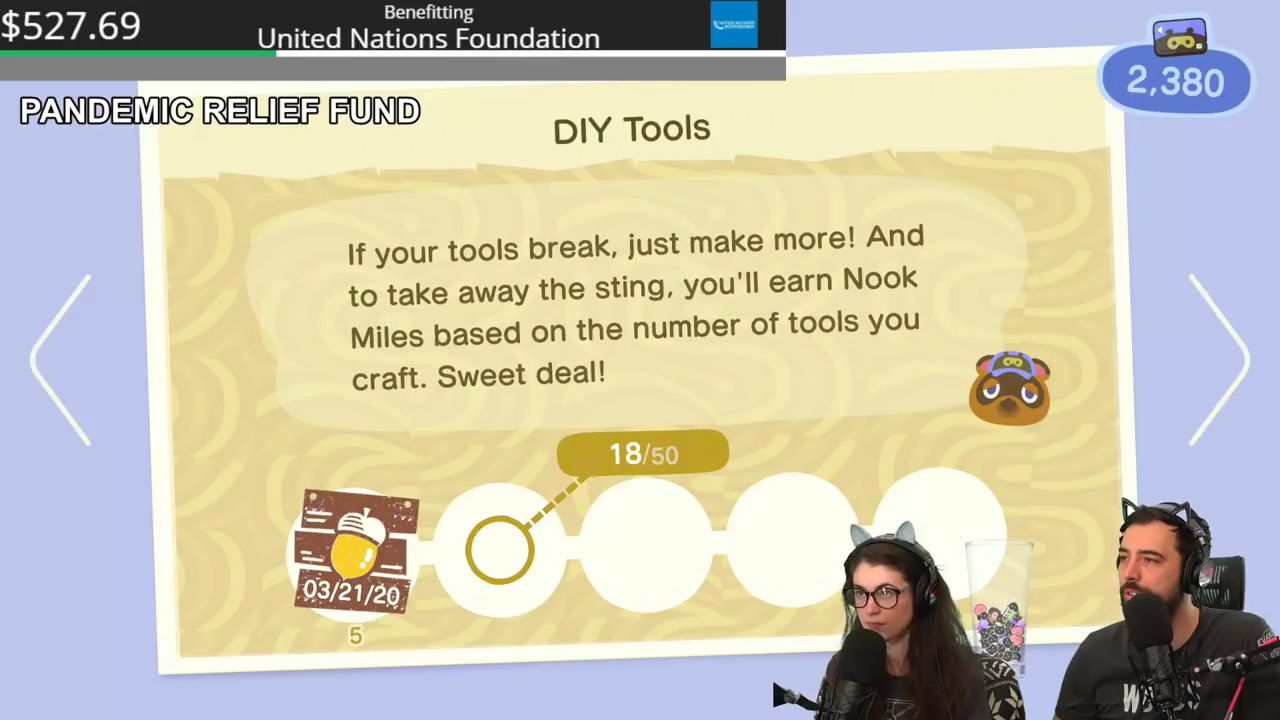 $527.69
Benefitting
United Nations Foundation
PANDEMIC RELIEF FUND
2,380
DIY Tools
If your tools break, just make more! And
to take away the sting, you'll earn Nook
Miles based on the number of tools you
craft. Sweet deal!
18/50
03/21/20
5